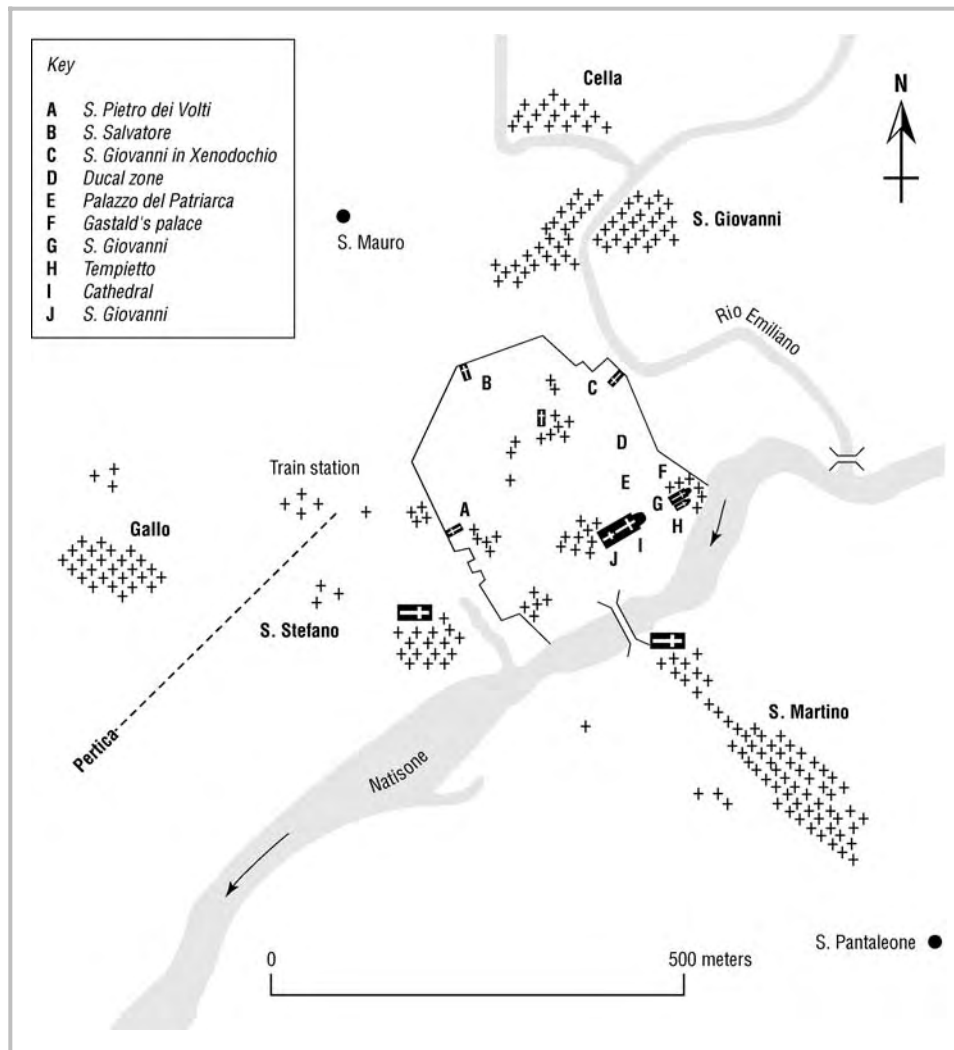 Key
A S. Pietro dei Volti
B S. Salvatore
C S. Giovanni in Xenodochio
D Ducal zone
E Palazzo del Patriarca
F Gastald's palace
G S. Giovanni
H Tempietto
I Cathedral
J S. Giovanni
Cella
N
S. Mauro
S. Giovanni
Rio Emiliano
B
C
D
Train station
F
E
Gallo
A
G
H
I
J
S. Stefano
S. Martino
Pertica
Natisone
S. Pantaleone
0 500 meters